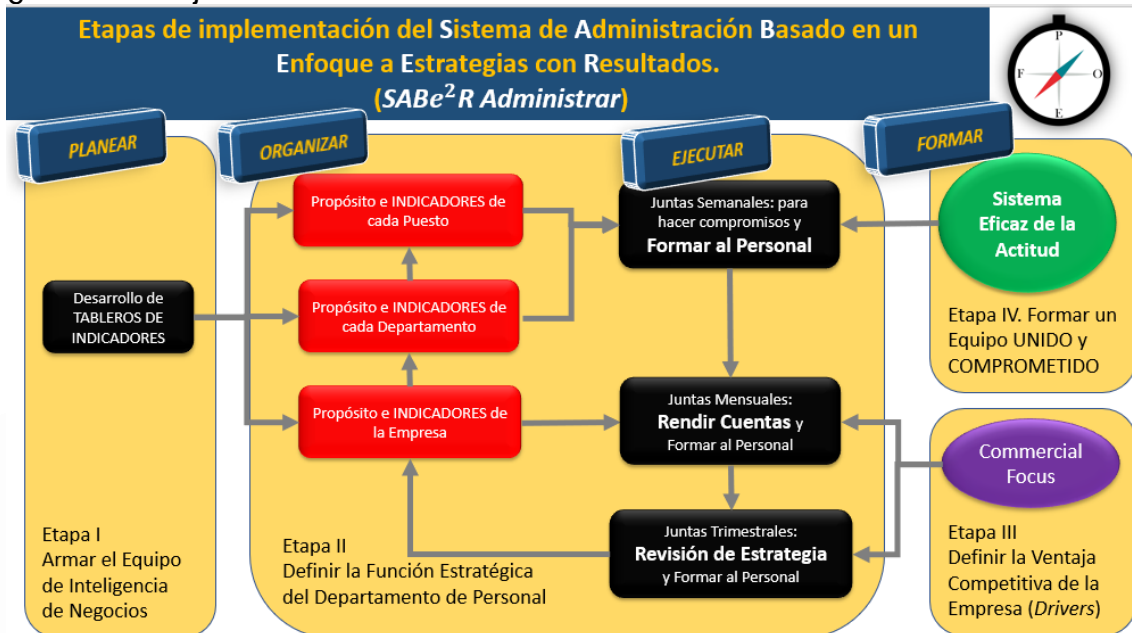 Etapas de implementación del Sistema de Administración Basado en un
Enfoque a Estrategias con Resultados.
(SABe²R Administrar)
P
F
O
E
PLANEAR
ORGANIZAR
EJECUTAR
FORMAR
Desarrollo de
TABLEROS DE
INDICADORES
Etapa I
Armar el Equipo
de Inteligencia
de Negocios
Propósito e INDICADORES de
cada Puesto
Propósito e INDICADORES de
cada Departamento
Propósito e INDICADORES de
la Empresa
Etapa II
Definir la Función Estratégica
del Departamento de Personal
Juntas Semanales: para
hacer compromisos y
Formar al Personal
Juntas Mensuales:
Rendir Cuentas y
Formar al Personal
Juntas Trimestrales:
Revisión de Estrategia
y Formar al Personal
Sistema
Eficaz de la
Actitud
Etapa IV. Formar un
Equipo UNIDO y
COMPROMETIDO
Commercial
Focus
Etapa III
Definir la Ventaja
Competitiva de la
Empresa (Drivers)